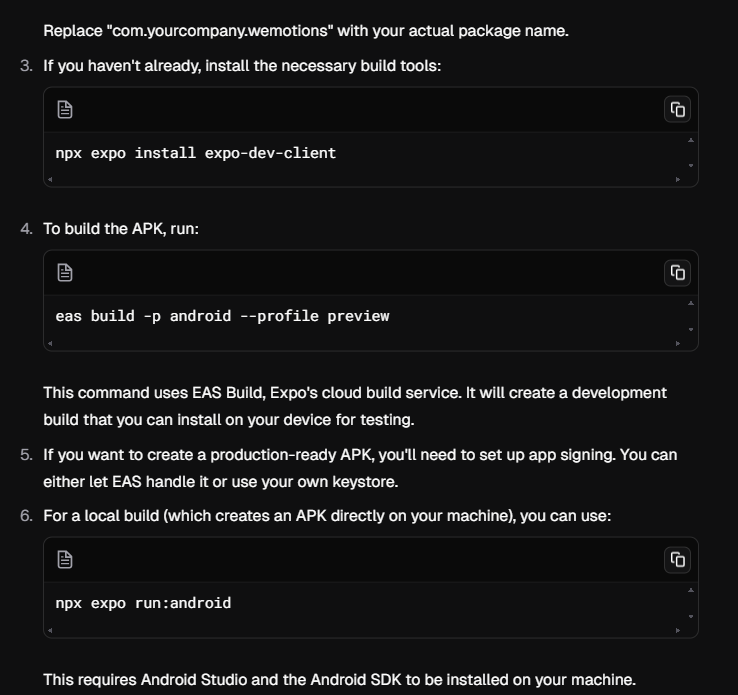 Replace "com.yourcompany.wemotions" with your actual package name.
3. If you haven't already, install the necessary build tools:
npx expo install expo-dev-client
4. To build the APK, run:
eas build -p android --profile preview
This command uses EAS Build, Expo's cloud build service. It will create a development
build that you can install on your device for testing.
5. If you want to create a production-ready APK, you'll need to set up app signing. You can
either let EAS handle it or use your own keystore.
6. For a local build (which creates an APK directly on your machine), you can use:
npx expo run:android
This requires Android Studio and the Android SDK to be installed on your machine.